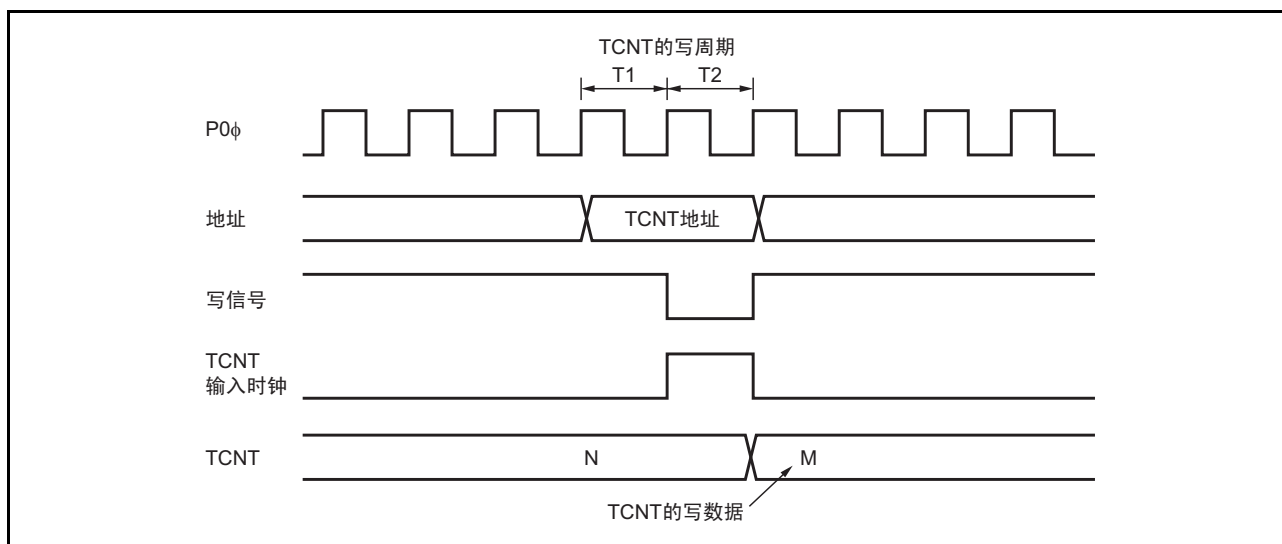 TCNT的写周期
T1 T2
P0ϕ
地址 TCNT地址
写信号
TCNT
输入时钟
TCNT N M
TCNT的写数据